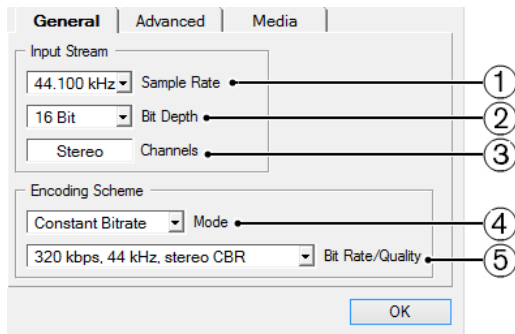 General Advanced Media
Input Stream
44.100 kHz Sample Rate 1
16 Bit Bit Depth 2
Stereo Channels 3
Encoding Scheme
Constant Bitrate Mode 4
320 kbps, 44 kHz, stereo CBR Bit Rate/Quality 5
OK